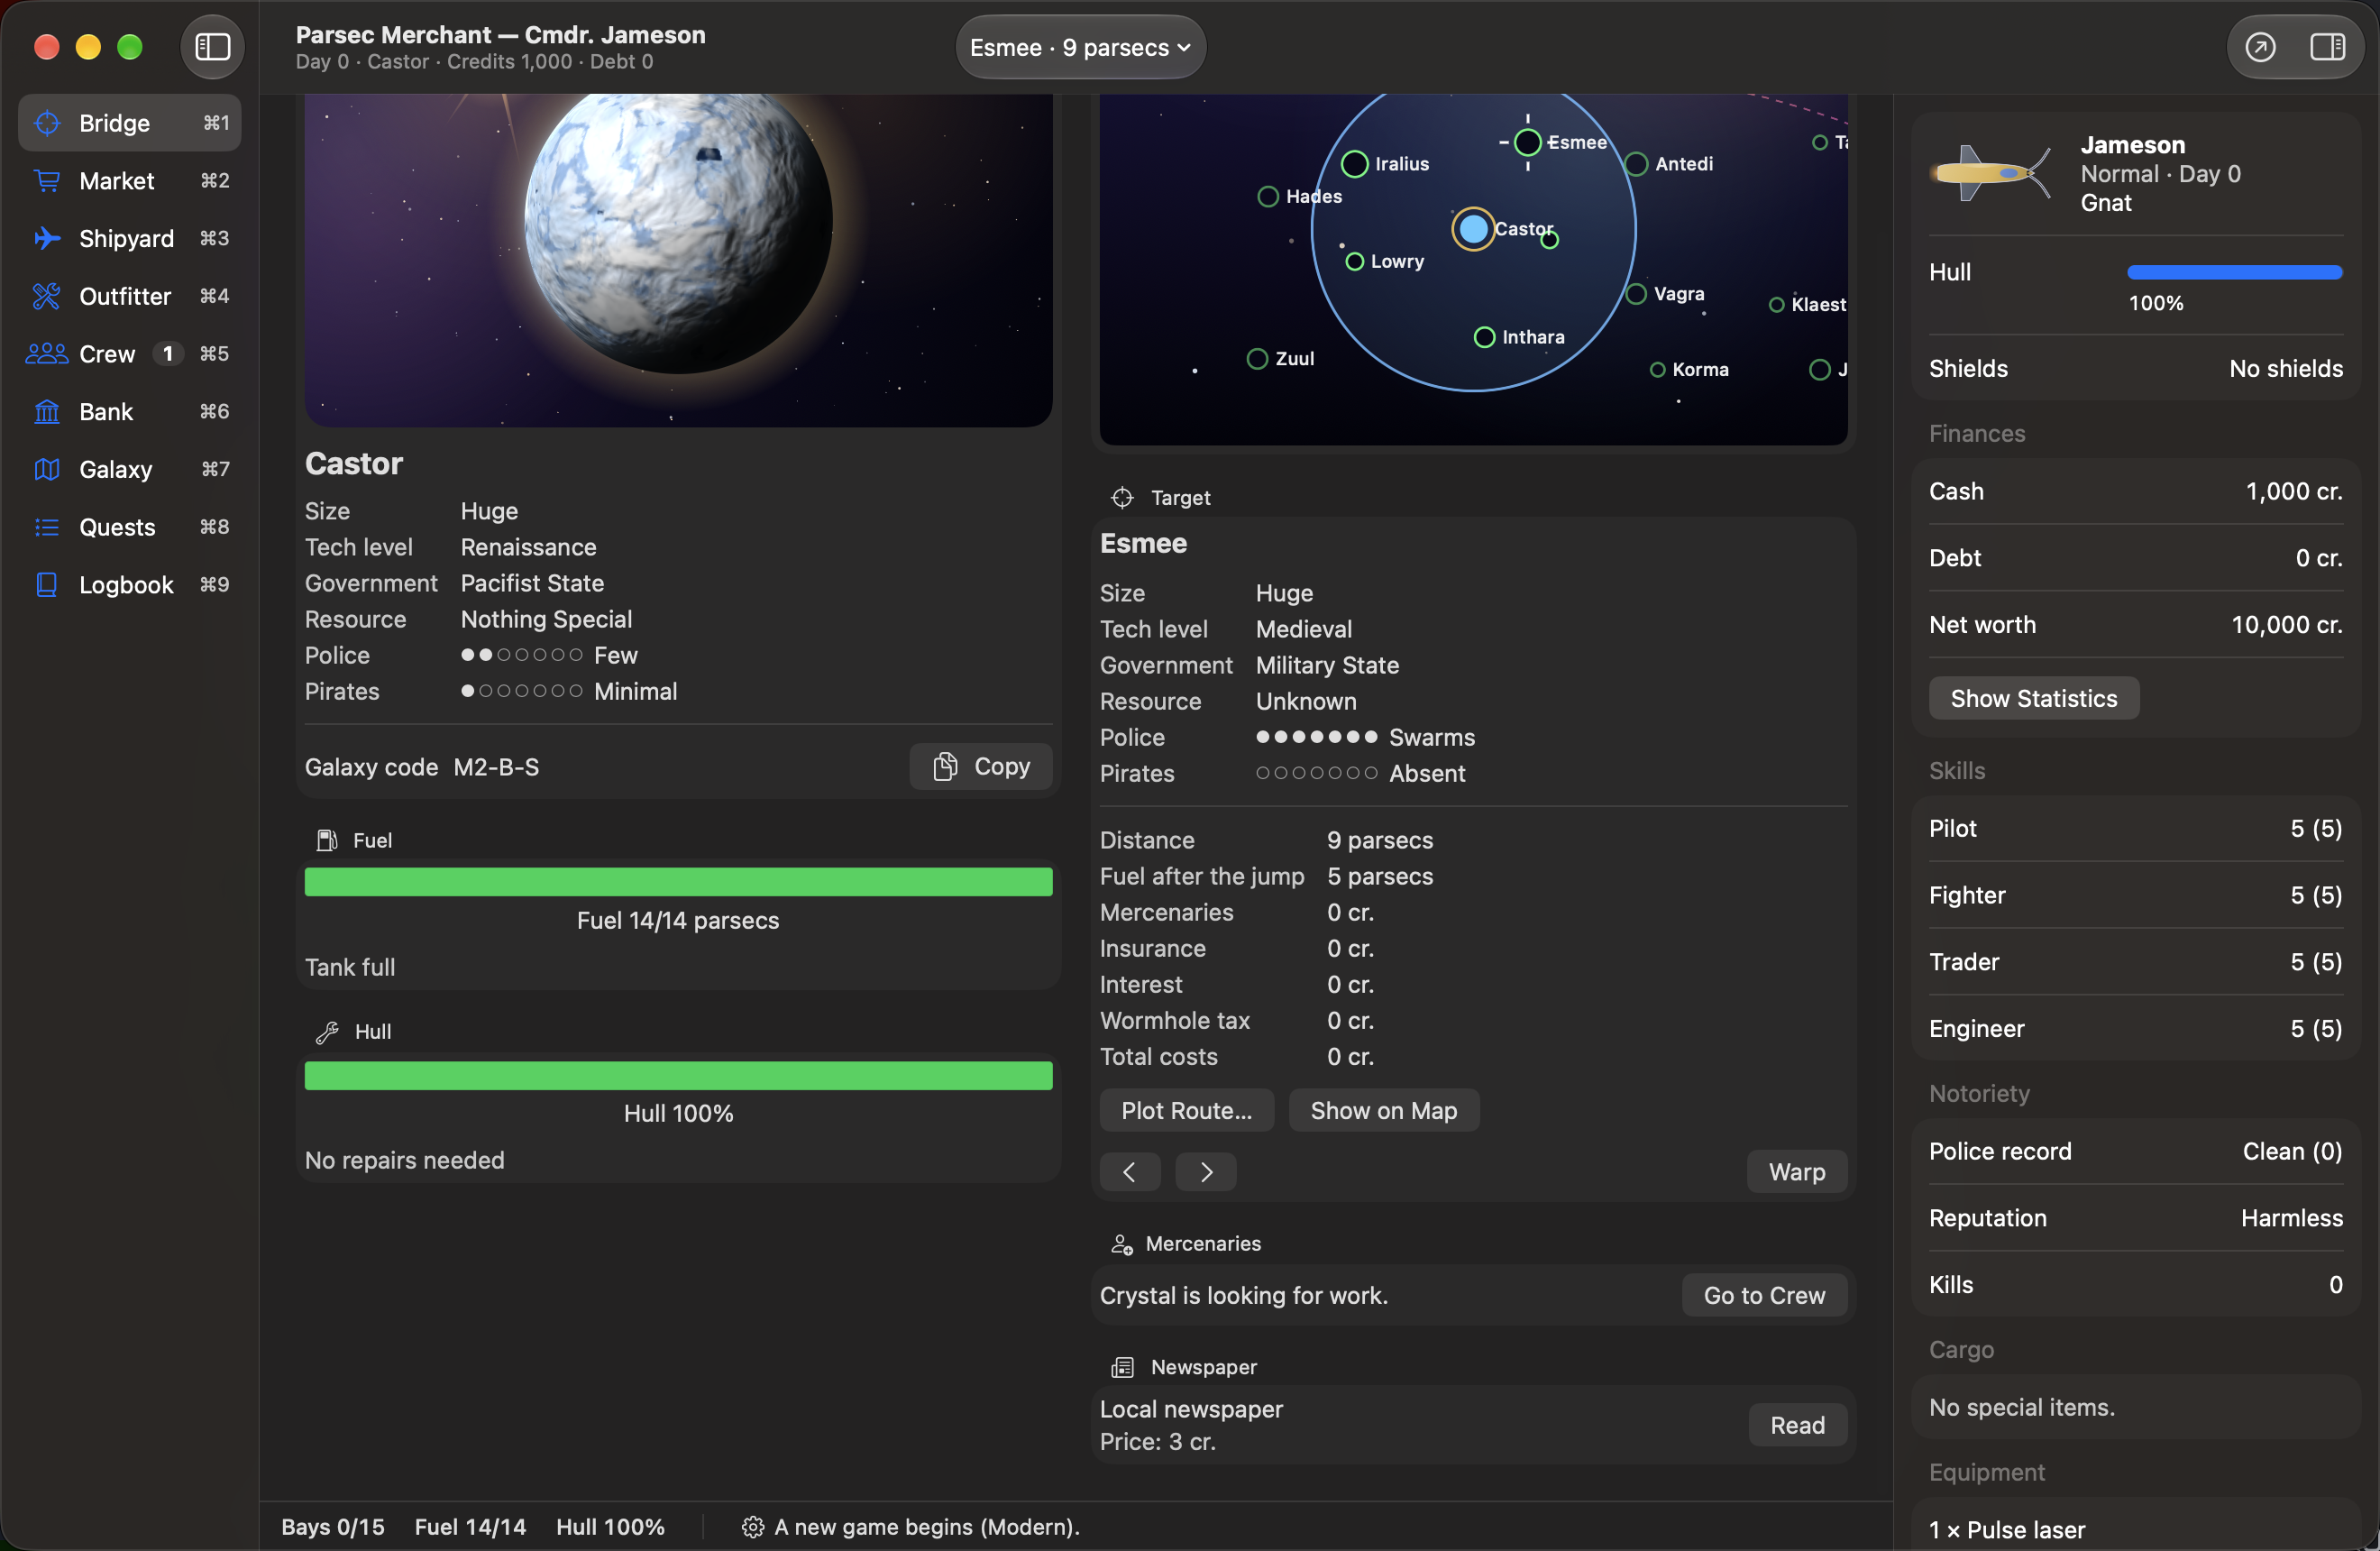 Parsec Merchant — Cmdr. Jameson
Day 0 · Castor · Credits 1,000 · Debt 0
Esmee · 9 parsecs
Bridge ⌘1
Market ⌘2
Shipyard ⌘3
Outfitter ⌘4
Crew 1 ⌘5
Bank ⌘6
Galaxy ⌘7
Quests ⌘8
Logbook ⌘9
Castor
Size Huge
Tech level Renaissance
Government Pacifist State
Resource Nothing Special
Police Few
Pirates Minimal
Galaxy code M2-B-S
Copy
Fuel
Fuel 14/14 parsecs
Tank full
Hull
Hull 100%
No repairs needed
Esmee
Iralius
Antedi
Hades
Castor
Lowry
Vagra
Klaest
Inthara
Zuul
Korma
J
Target
Esmee
Size Huge
Tech level Medieval
Government Military State
Resource Unknown
Police Swarms
Pirates Absent
Distance 9 parsecs
Fuel after the jump 5 parsecs
Mercenaries 0 cr.
Insurance 0 cr.
Interest 0 cr.
Wormhole tax 0 cr.
Total costs 0 cr.
Plot Route... Show on Map
Warp
Mercenaries
Crystal is looking for work.
Go to Crew
Newspaper
Local newspaper
Price: 3 cr.
Read
Jameson
Normal · Day 0
Gnat
Hull
100%
Shields No shields
Finances
Cash 1,000 cr.
Debt 0 cr.
Net worth 10,000 cr.
Show Statistics
Skills
Pilot 5 (5)
Fighter 5 (5)
Trader 5 (5)
Engineer 5 (5)
Notoriety
Police record Clean (0)
Reputation Harmless
Kills 0
Cargo
No special items.
Equipment
1 × Pulse laser
Bays 0/15 Fuel 14/14 Hull 100% A new game begins (Modern).